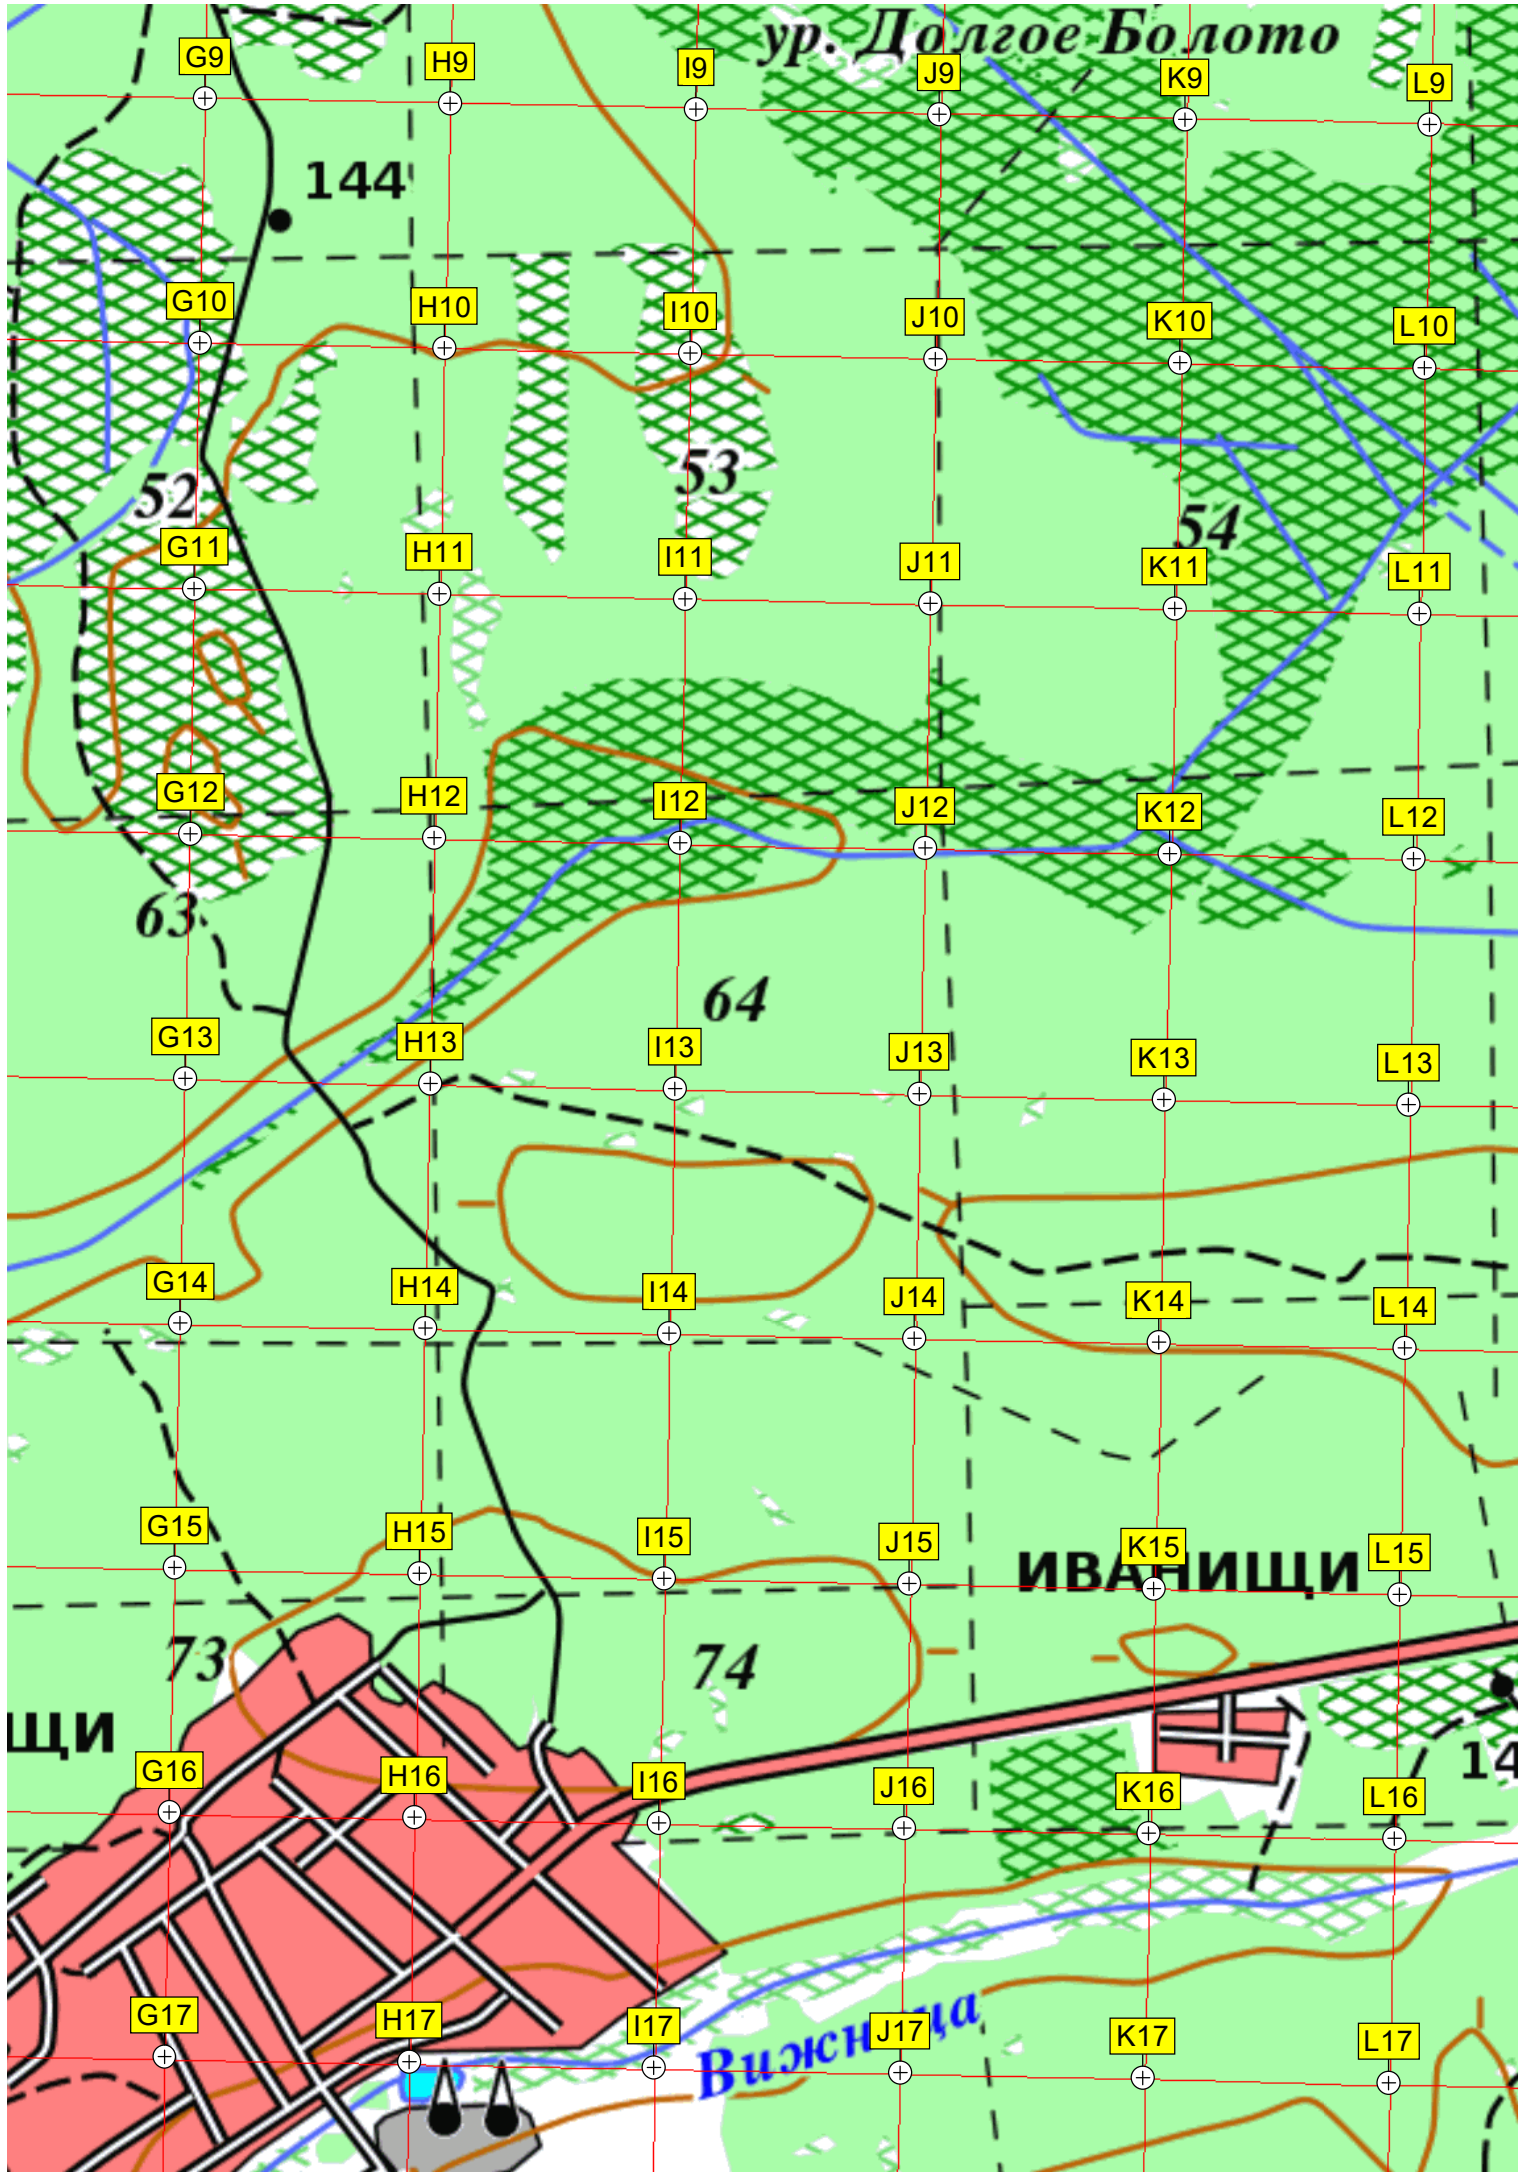 ур. Долгое Болото
G9 H9 I9 J9 K9 L9
144
G10 H10 I10 J10 K10 L10
52 53 54
G11 H11 I11 J11 K11 L11
G12 H12 I12 J12 K12 L12
63 64
G13 H13 I13 J13 K13 L13
G14 H14 I14 J14 K14 L14
G15 H15 I15 J15 K15 L15
ИВАНИЩИ
73 74
ЩИ
14
G16 H16 I16 J16 K16 L16
Вижница
G17 H17 I17 J17 K17 L17